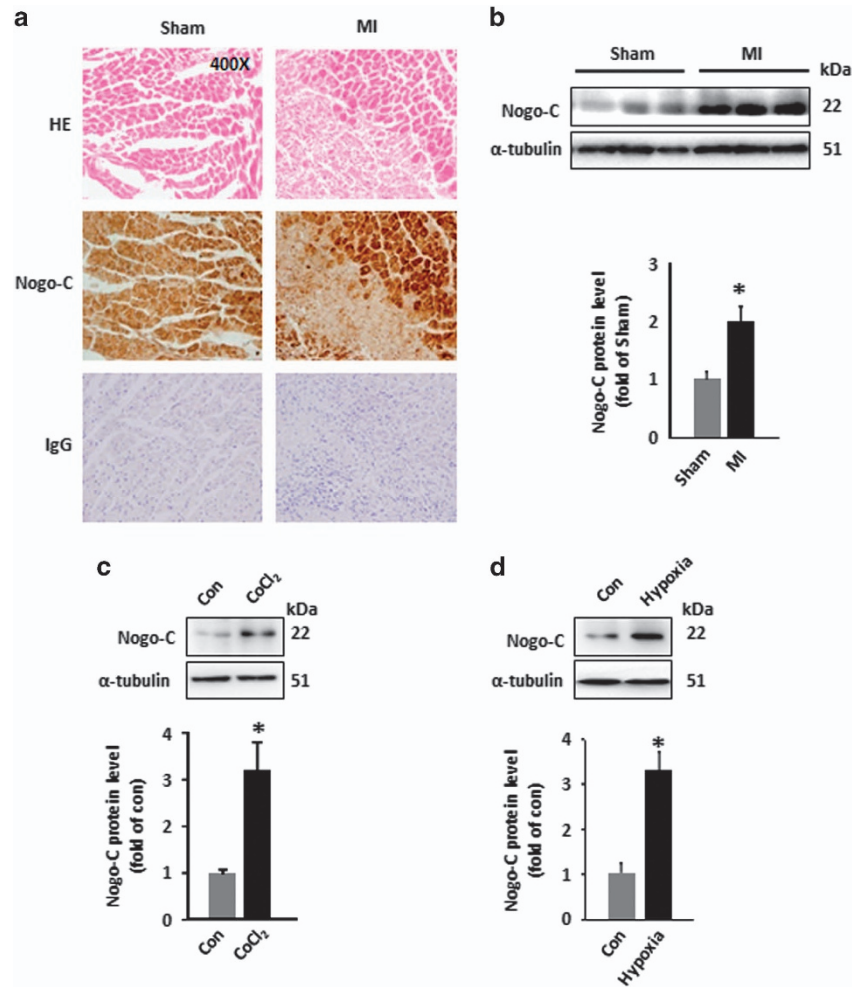 a
Sham MI
400X
HE
Nogo-C
IgG
b
Sham MI
kDa
Nogo-C 22
α-tubulin 51
Nogo-C protein level
(fold of Sham)
3
2
1
0
*
Sham MI
c
Con CoCl₂
kDa
Nogo-C 22
α-tubulin 51
Nogo-C protein level
(fold of con)
4
3
2
1
0
*
Con CoCl₂
d
Con Hypoxia
kDa
Nogo-C 22
α-tubulin 51
Nogo-C protein level
(fold of con)
4
3
2
1
0
*
Con Hypoxia